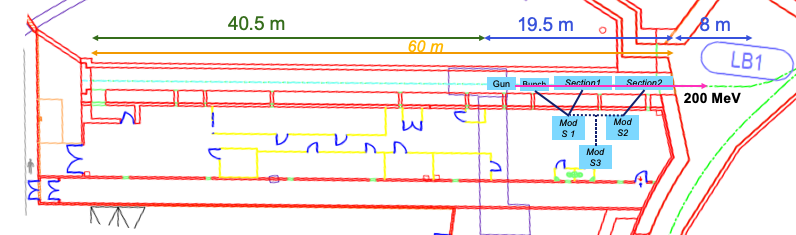 40.5 m
19.5 m
8 m
60 m
LB1
Gun
Bunch
Section1
Section2
200 MeV
Mod
S 1
Mod
S2
Mod
S3